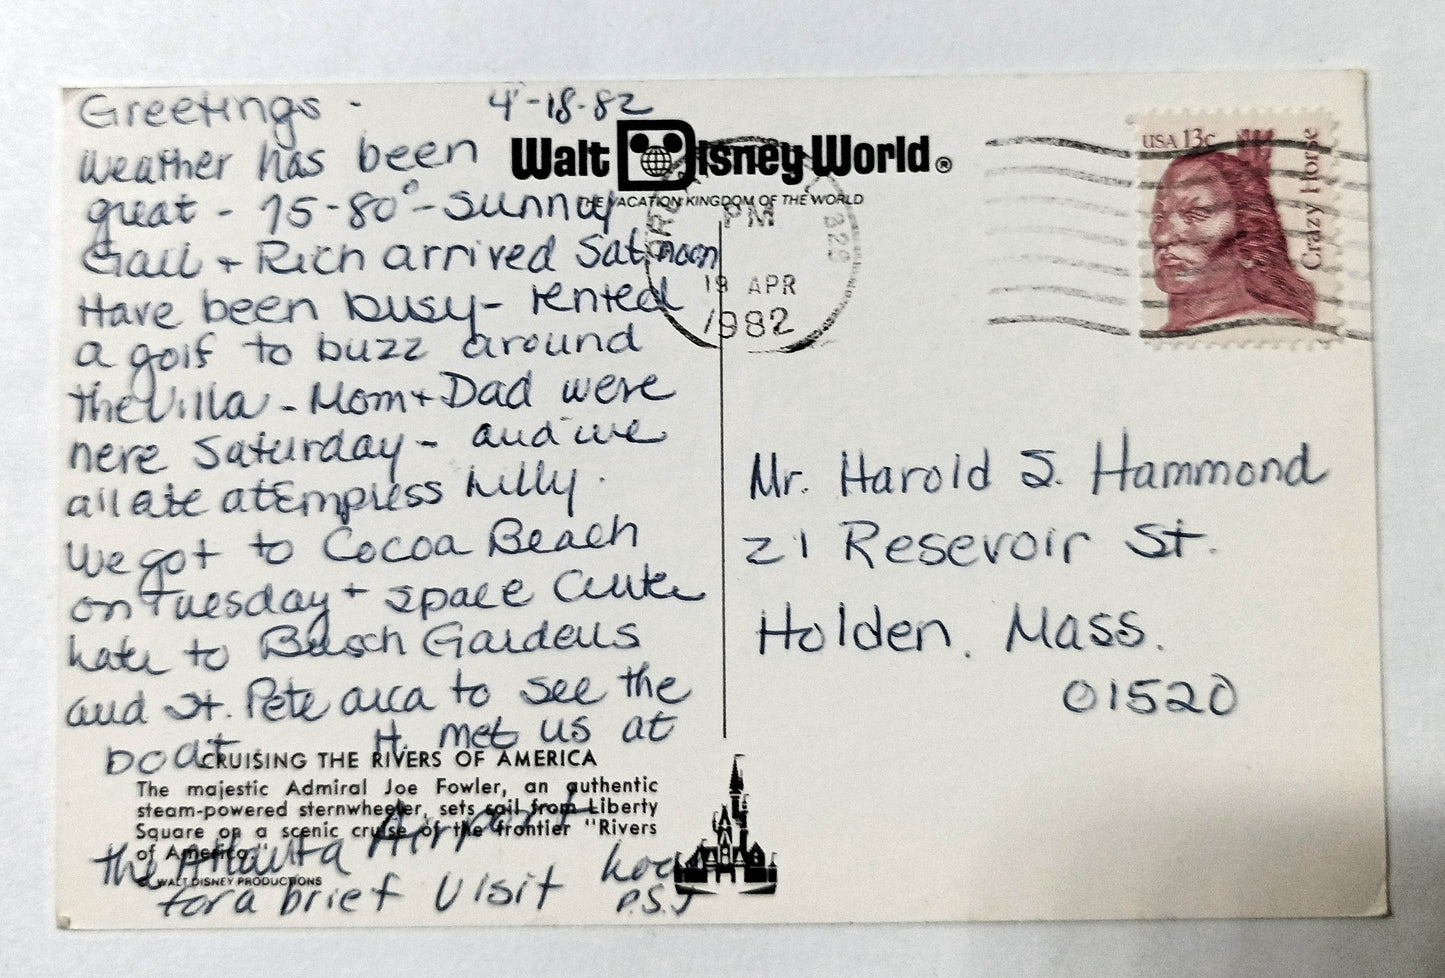 Greetings - 4-18-82
Weather has been
great - 75-80° - sunny
Gail + Rich arrived Sat, noon
Have been busy - rented
a golf to buzz around
the Villa - Mom + Dad were
here Saturday - and we
all ate at Empress Lilly.
We got to Cocoa Beach
on Tuesday + Space Center
Later to Busch Gardens
and St. Pete area to see the
boat H. met us at
the Atlanta Airport
for a brief visit
P.S.J
Walt Disney World®
THE VACATION KINGDOM OF THE WORLD
PM
19 APR
1982
USA 13c
Crazy Horse
Mr. Harold S. Hammond
21 Resevoir St.
Holden, Mass.
01520
CRUISING THE RIVERS OF AMERICA
The majestic Admiral Joe Fowler, an authentic
steam-powered sternwheeler, sets sail from Liberty
Square on a scenic cruise of the frontier "Rivers
of America."
© WALT DISNEY PRODUCTIONS